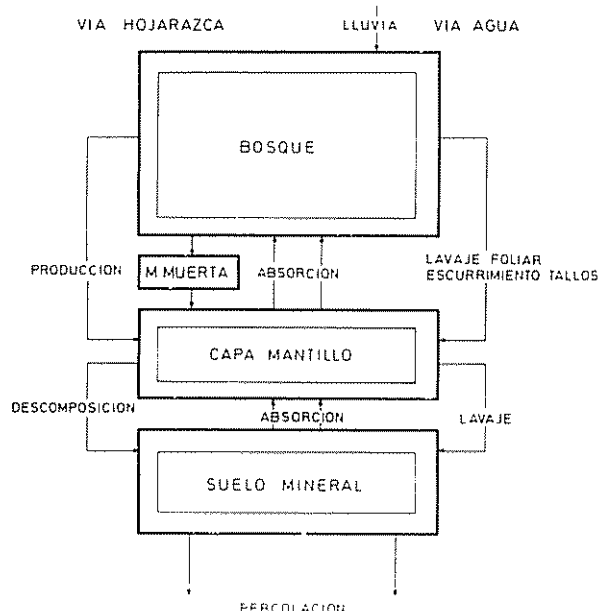 VIA HOJARAZCA
LLUVIA
VIA AGUA
BOSQUE
PRODUCCION
M. MUERTA
ABSORCION
LAVAJE FOLIAR
ESCURRIMIENTO TALLOS
CAPA MANTILLO
DESCOMPOSICION
ABSORCION
LAVAJE
SUELO MINERAL
PERCOLACION